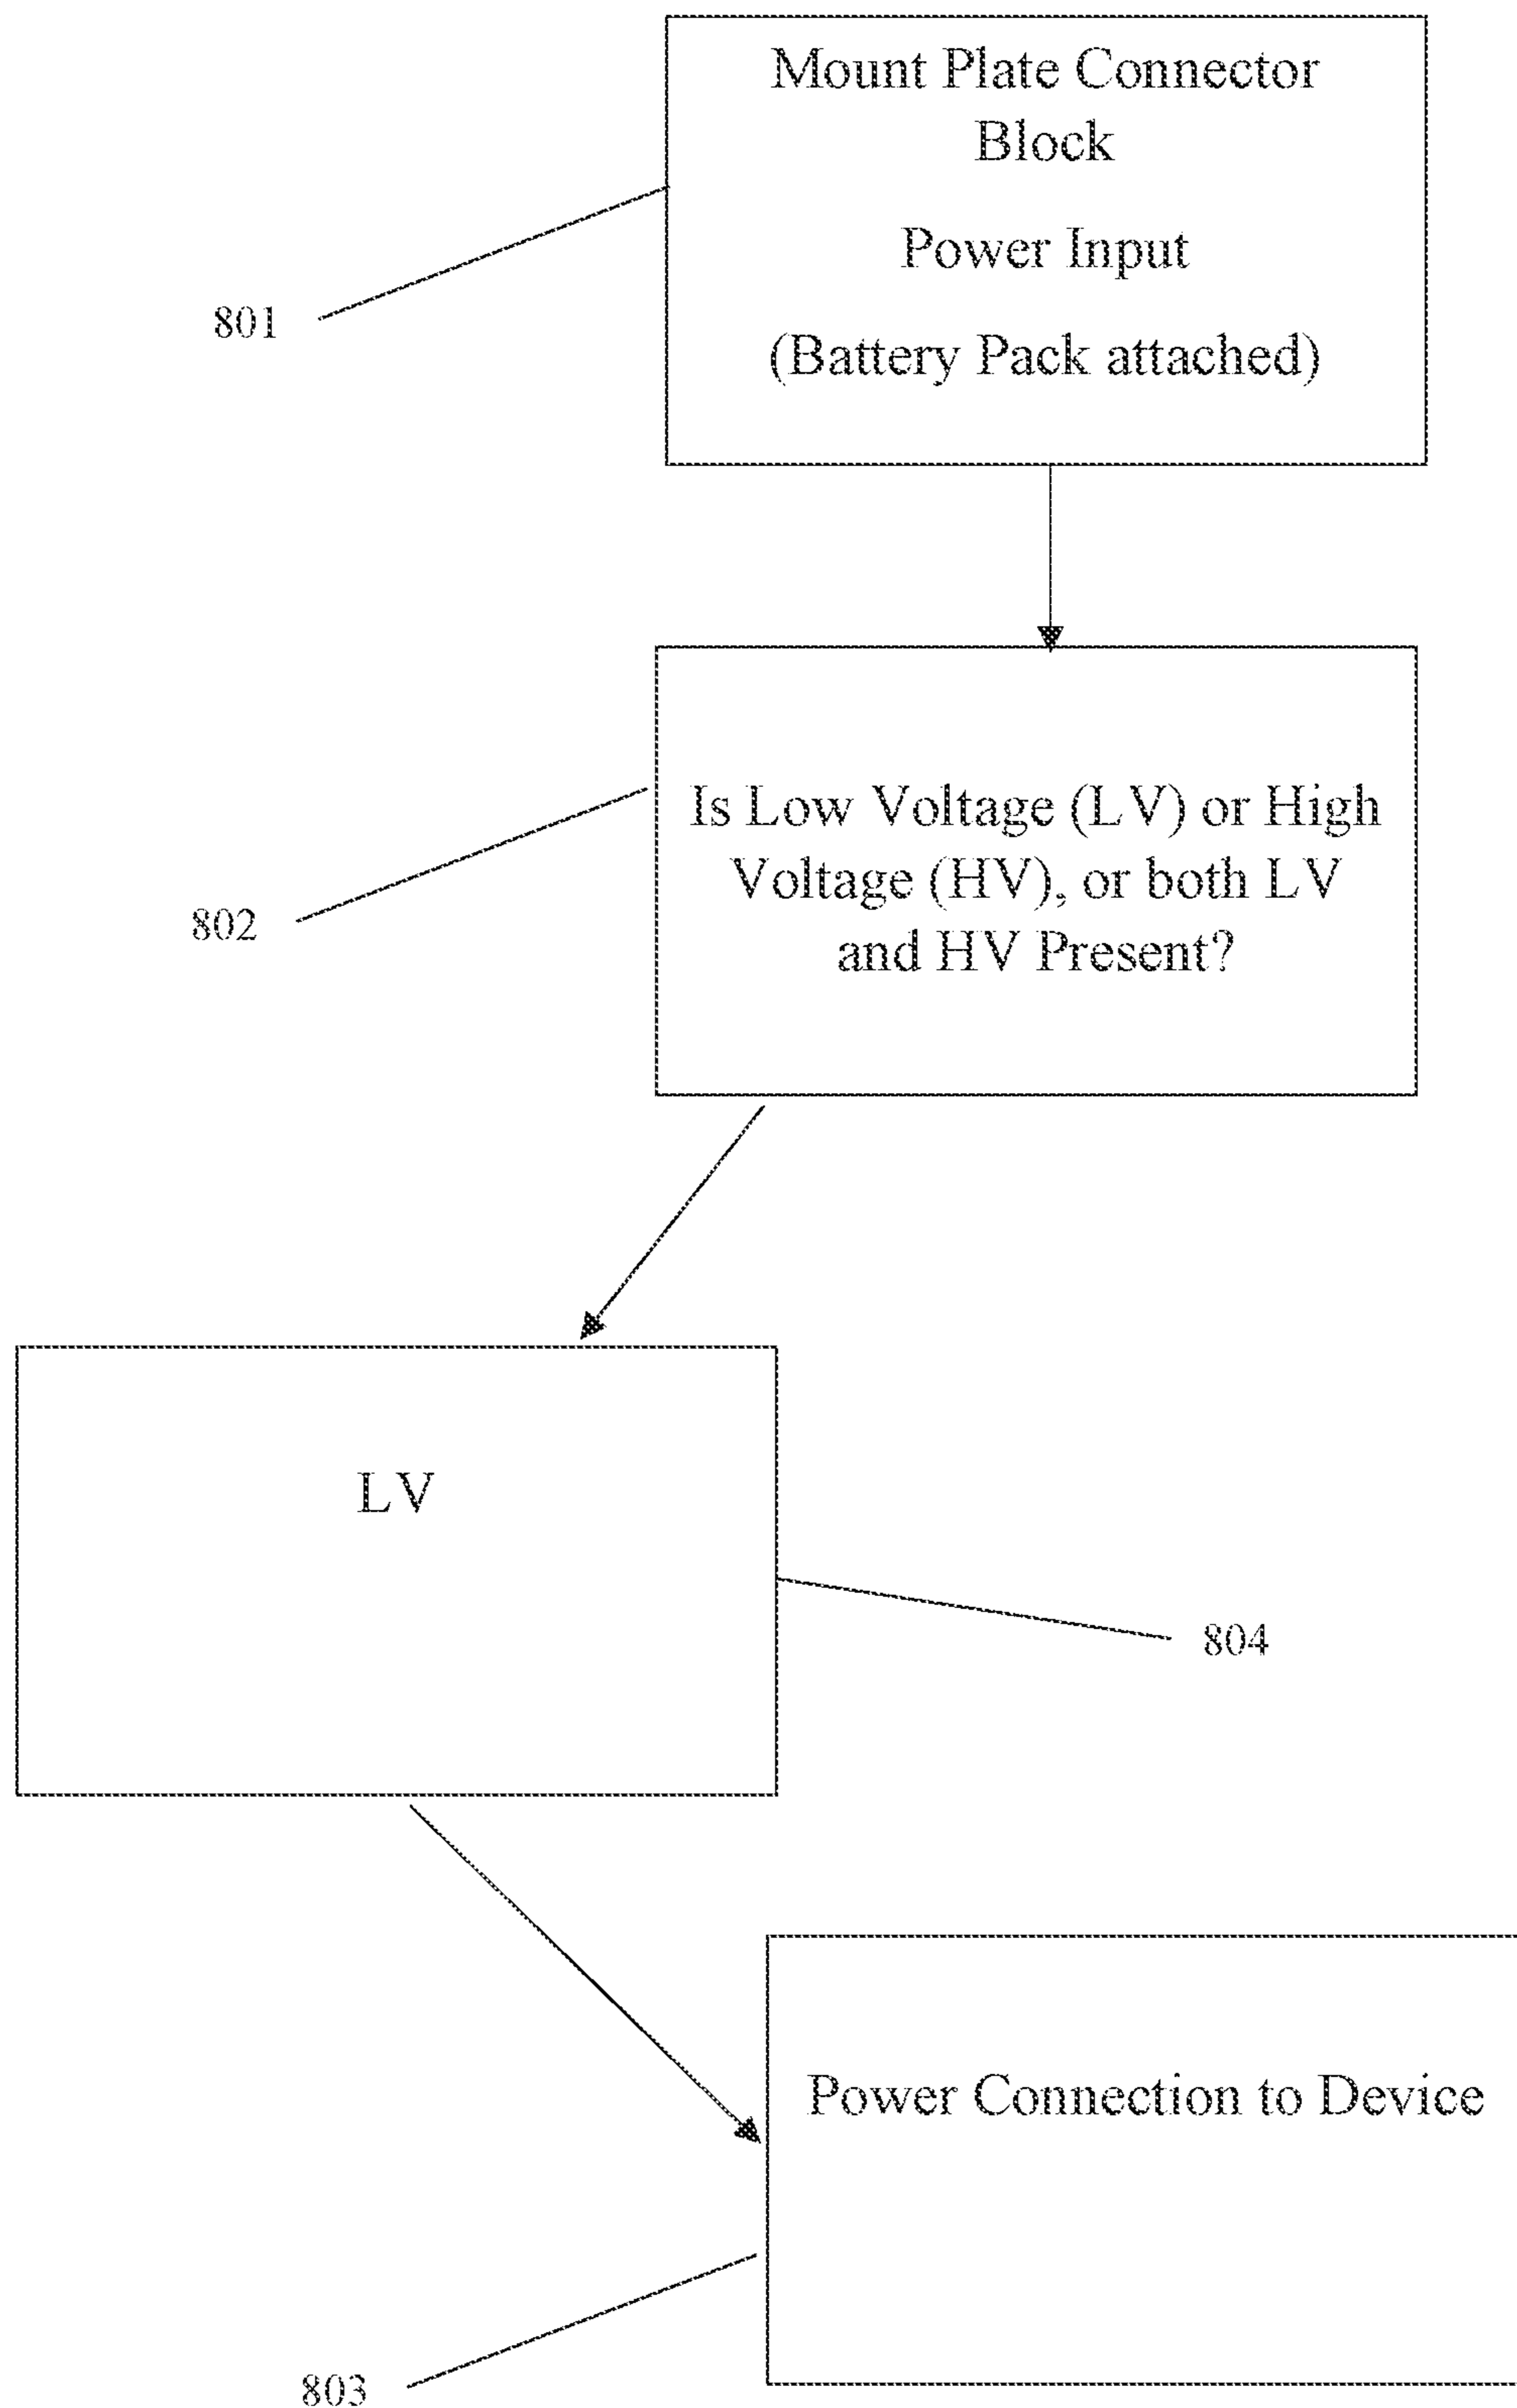 Mount Plate Connector
Block
Power Input
801
(Battery Pack attached)
Is Low Voltage (LV) or High
Voltage (HV), or both LV
802
and HV Present?
LV
804
Power Connection to Device
803